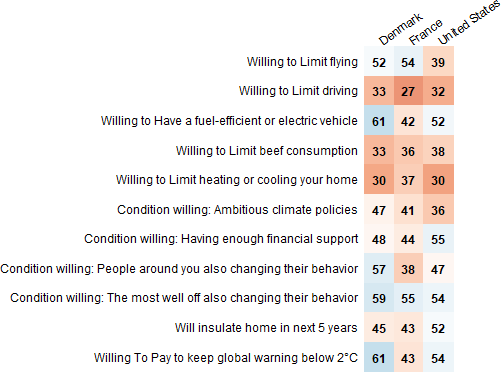 Denmark France United States
Willing to Limit flying 52 54 39
Willing to Limit driving 33 27 32
Willing to Have a fuel-efficient or electric vehicle 61 42 52
Willing to Limit beef consumption 33 36 38
Willing to Limit heating or cooling your home 30 37 30
Condition willing: Ambitious climate policies 47 41 36
Condition willing: Having enough financial support 48 44 55
Condition willing: People around you also changing their behavior 57 38 47
Condition willing: The most well off also changing their behavior 59 55 54
Will insulate home in next 5 years 45 43 52
Willing To Pay to keep global warning below 2°C 61 43 54